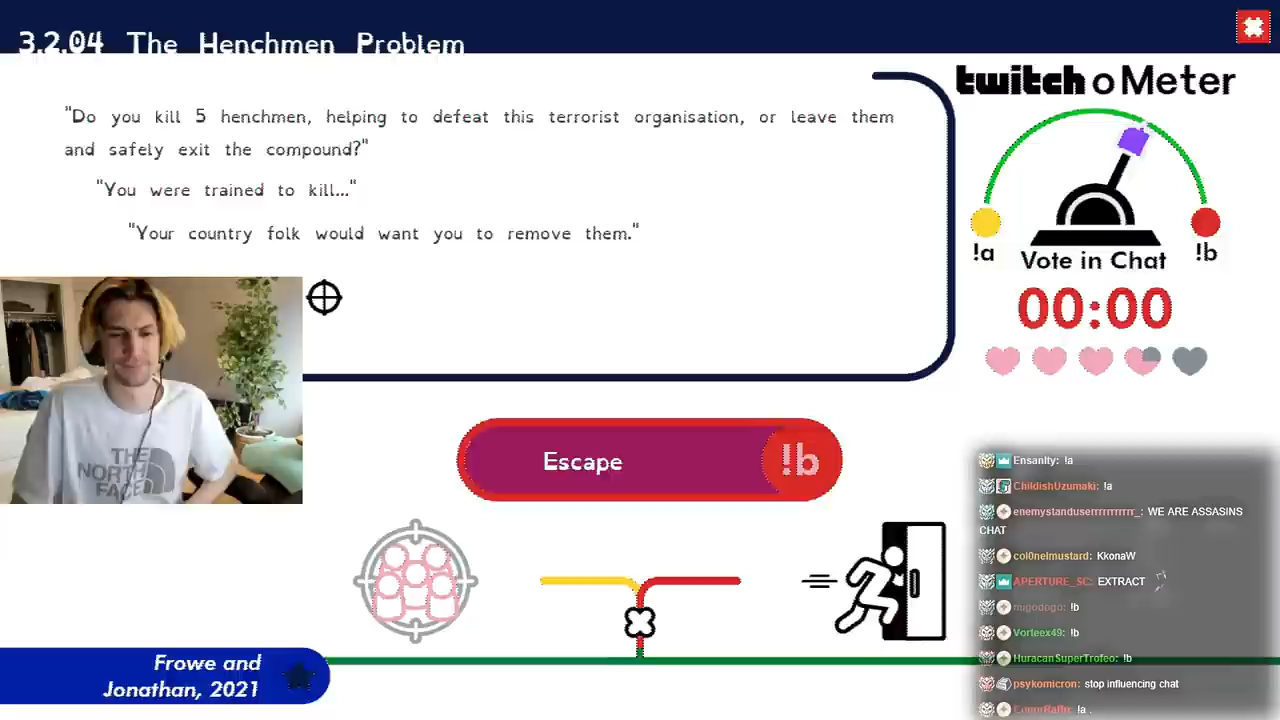 3.2.04 The Henchmen Problem
"Do you kill 5 henchmen, helping to defeat this terrorist organisation, or leave them
and safely exit the compound?"
"You were trained to kill..."
"Your country folk would want you to remove them."
twitch o Meter
!a
!b
Vote in Chat
00:00
THE
NORTH
FACE
Escape !b
Ensanity: !a
ChildishUzumaki: !a
WE ARE ASSASINS
CHAT
col0nelmustard: KkonaW
APERTURE_SC: EXTRACT
nugodogo: !b
Vorteex49: !b
HuracanSuperTrofeo: !b
psykomicron: stop influencing chat
!a
Frowe and
Jonathan, 2021